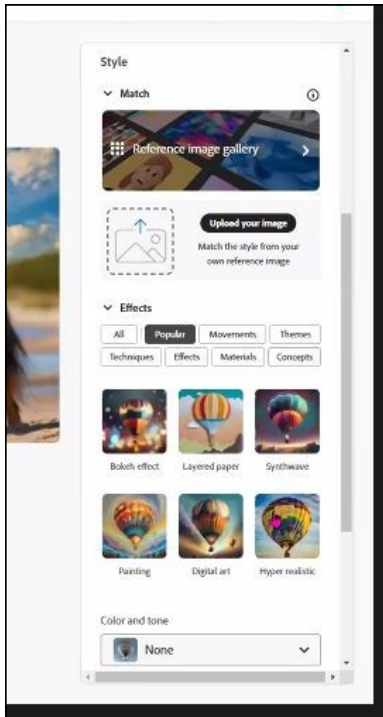 Style
Match
Reference image gallery
Upload your image
Match the style from your
own reference image
Effects
All Populer Movements Themes
Techniques Effects Materials Concepts
Bokeh effect Layered paper Synthwave
Painting Digital art Hyper realistic
Color and tone
None